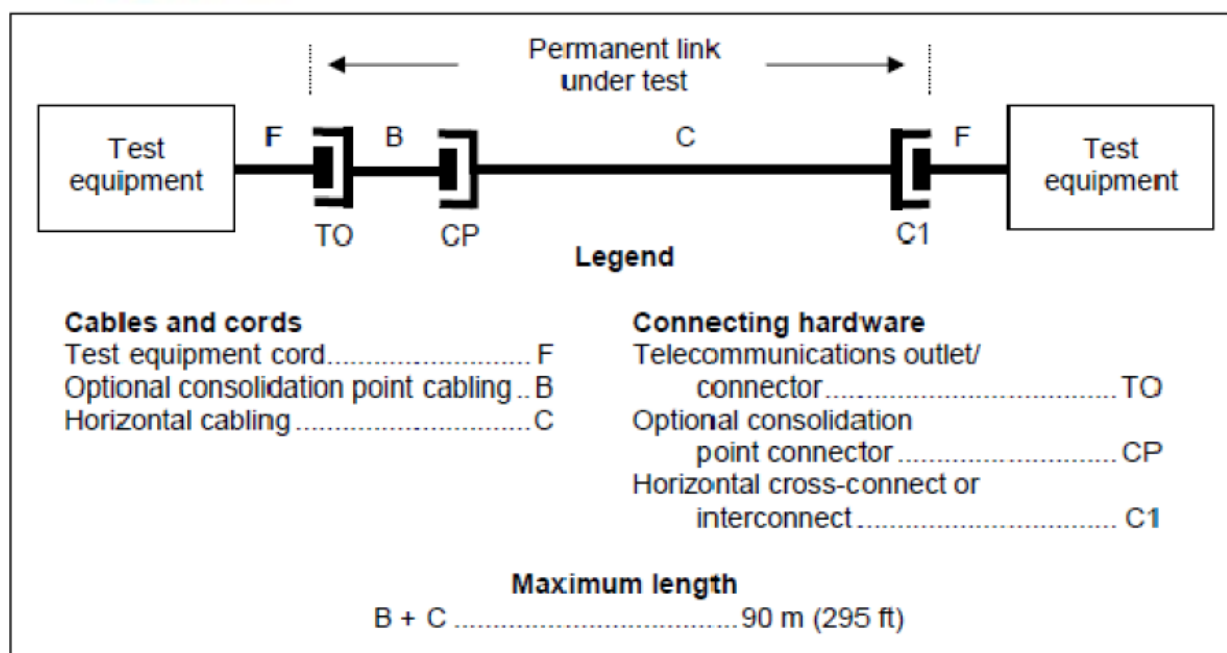 Permanent link
under test
F
B
C
F
Test
equipment
Test
equipment
TO
CP
C1
Legend
Cables and cords
Test equipment cord.......................... F
Optional consolidation point cabling .. B
Horizontal cabling .............................. C
Connecting hardware
Telecommunications outlet/
connector ..................................... TO
Optional consolidation
point connector ............................ CP
Horizontal cross-connect or
interconnect ................................. C1
Maximum length
B + C ....................................90 m (295 ft)